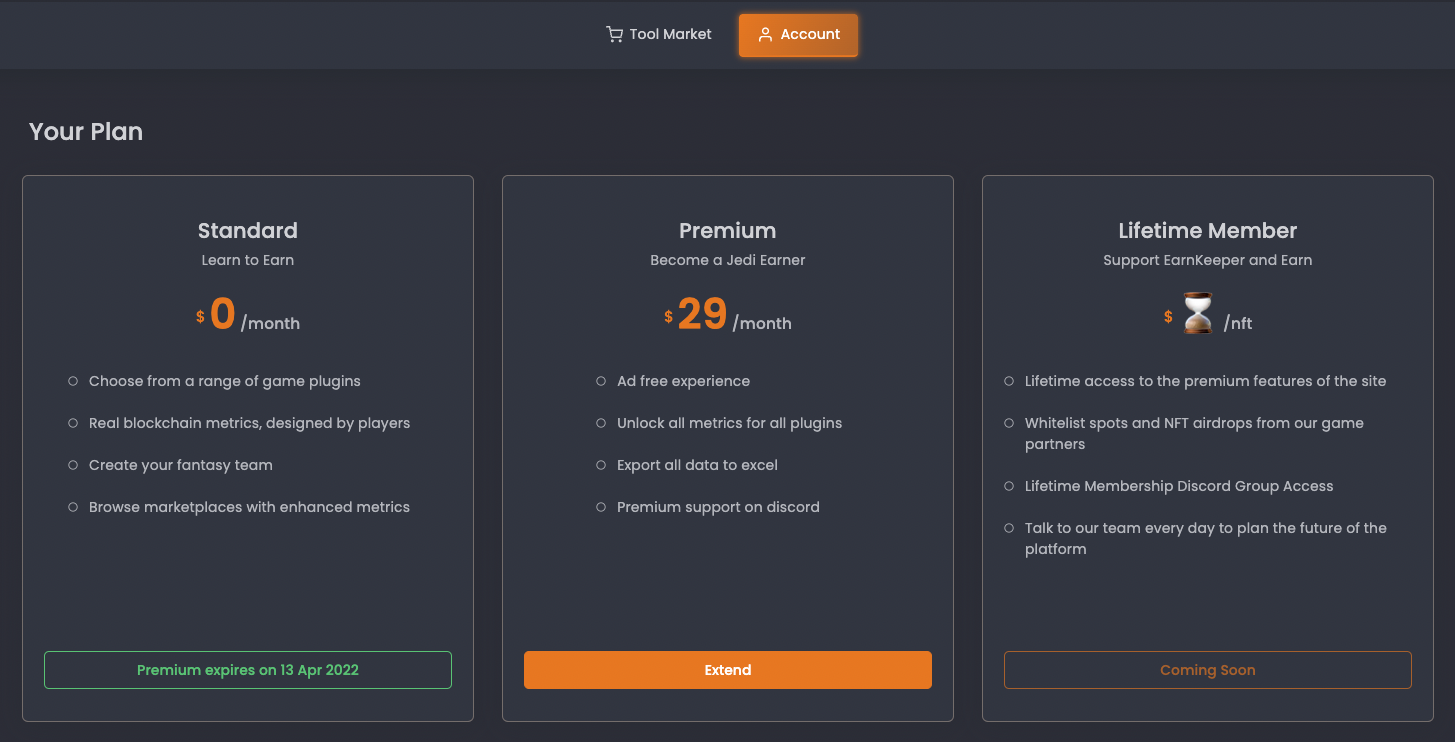 Tool Market
Account
Your Plan
Standard
Learn to Earn
$ 0 /month
Choose from a range of game plugins
Real blockchain metrics, designed by players
Create your fantasy team
Browse marketplaces with enhanced metrics
Premium expires on 13 Apr 2022
Premium
Become a Jedi Earner
$ 29 /month
Ad free experience
Unlock all metrics for all plugins
Export all data to excel
Premium support on discord
Extend
Lifetime Member
Support EarnKeeper and Earn
$ ⏳ /nft
Lifetime access to the premium features of the site
Whitelist spots and NFT airdrops from our game
partners
Lifetime Membership Discord Group Access
Talk to our team every day to plan the future of the
platform
Coming Soon